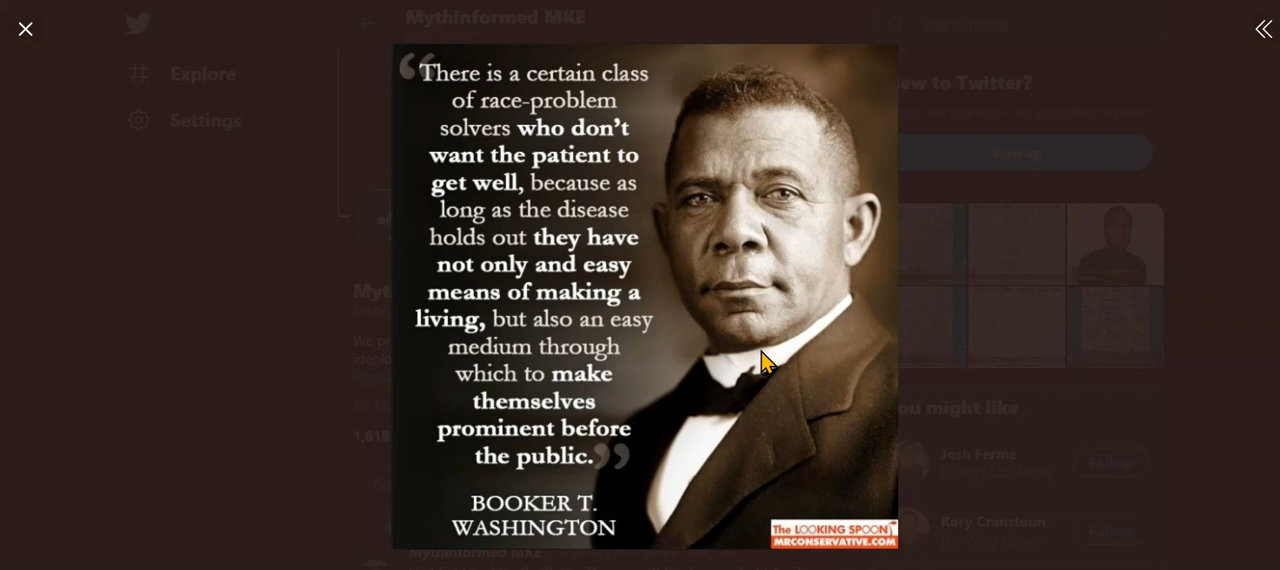 Mythinformed MKE
Explore
Settings
New to Twitter?
Sign up
“There is a certain class
of race-problem
solvers who don’t
want the patient to
get well, because as
long as the disease
holds out they have
not only and easy
means of making a
living, but also an easy
medium through
which to make
themselves
prominent before
the public.”
BOOKER T.
WASHINGTON
The LOOKING SPOON
MRCONSERVATIVE.COM
1,819
might like
Josh Ferme
Follow
Rory Cranstoun
Follow
Mythinformed MKE